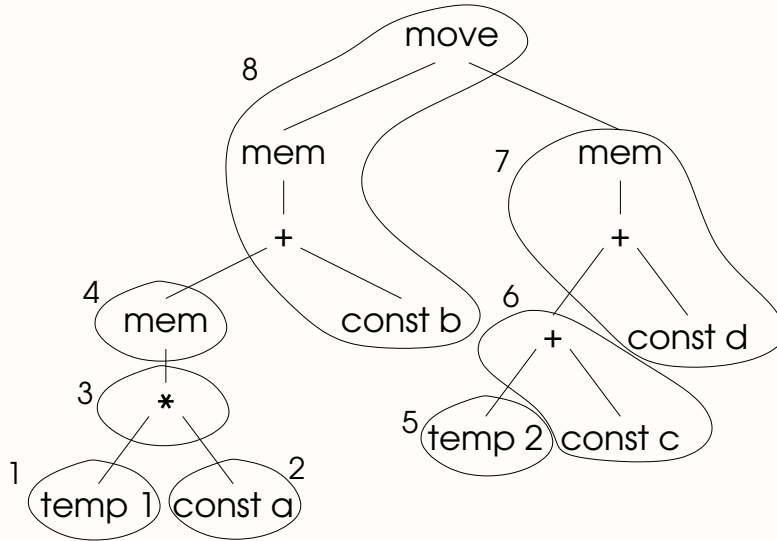 move
8
mem
7
mem
+
+
4
mem
const b
6
+
const d
3
*
5
temp 2
const c
1
temp 1
2
const a